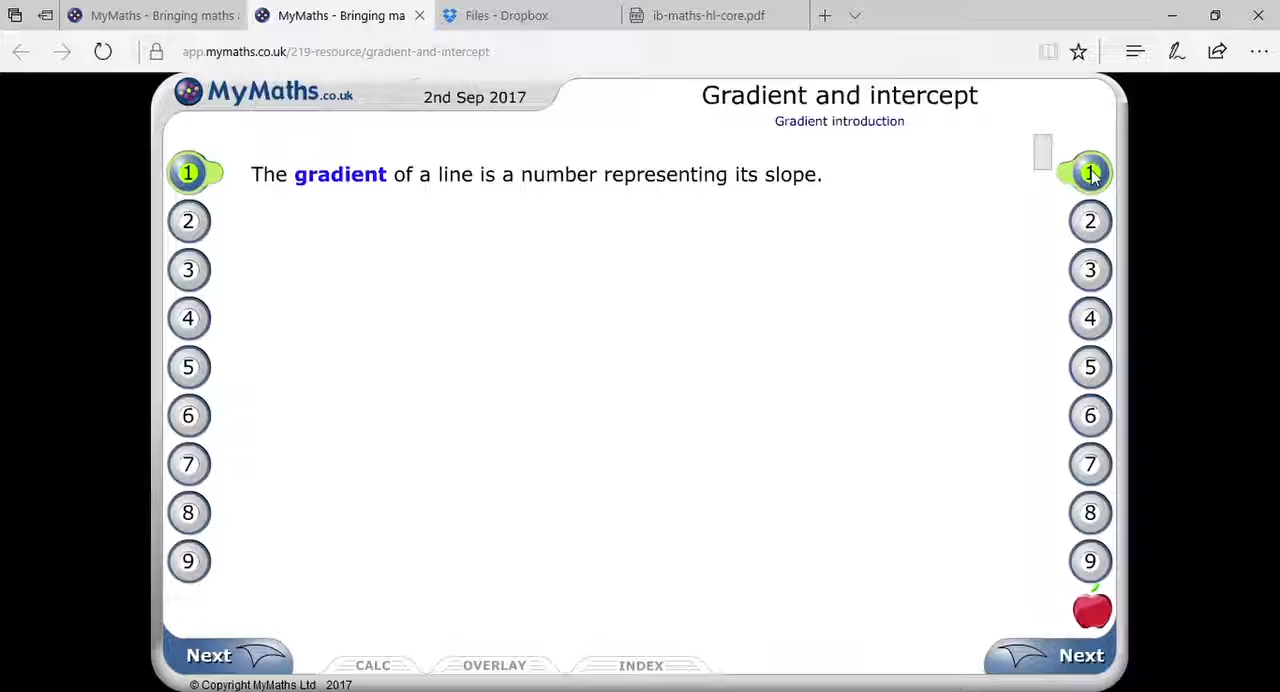 MyMaths - Bringing maths
MyMaths - Bringing ma
Files - Dropbox
ib-maths-hl-core.pdf
app.mymaths.co.uk/219-resource/gradient-and-intercept
MyMaths.co.uk
2nd Sep 2017
Gradient and intercept
Gradient introduction
1 The gradient of a line is a number representing its slope. 1
2 2
3 3
4 4
5 5
6 6
7 7
8 8
9 9
Next CALC OVERLAY INDEX Next
© Copyright MyMaths Ltd 2017